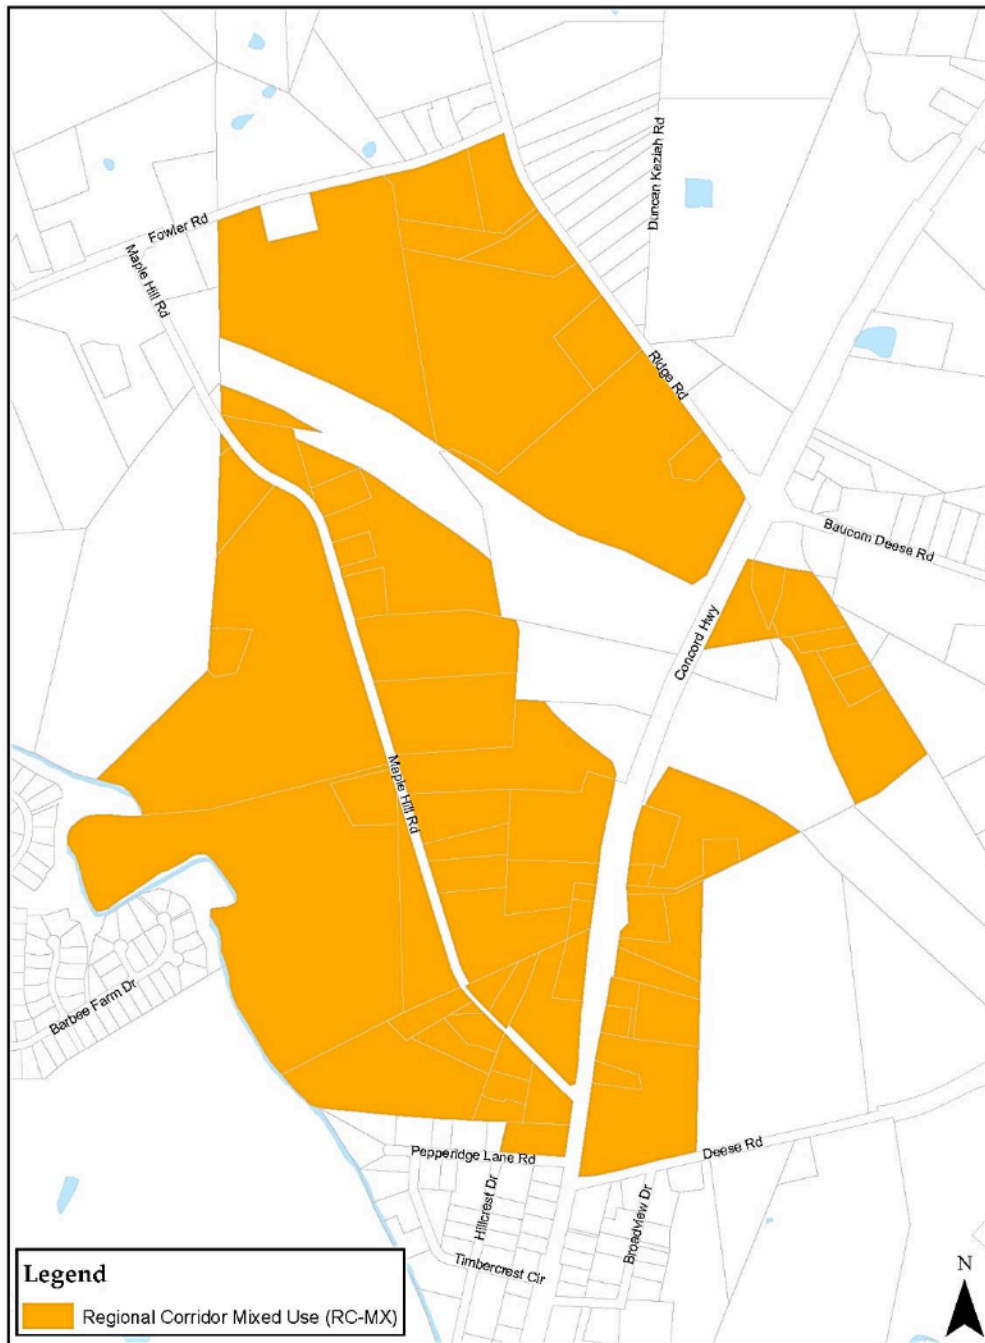 Duncan Keziah Rd
Fowler Rd
Maple Hill Rd
Ridge Rd
Baucom Deese Rd
Concord Hwy
Maple Hill Rd
Barbee Farm Dr
Pepperidge Lane Rd
Deese Rd
Hillcrest Dr
Broadview Dr
Timbercrest Cir
N
Legend
Regional Corridor Mixed Use (RC-MX)